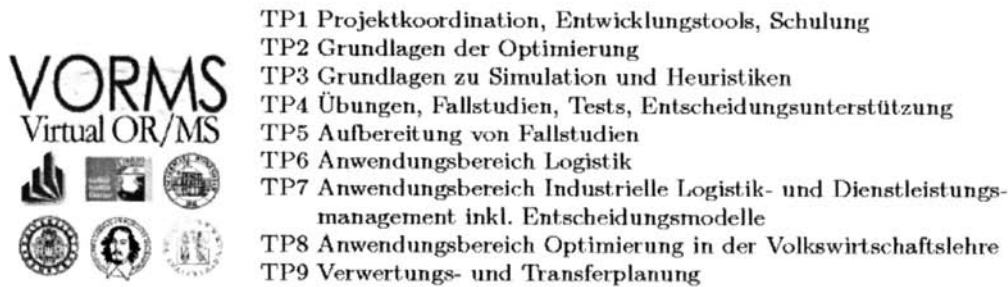 VORMS
Virtual OR/MS
TP1 Projektkoordination, Entwicklungstools, Schulung
TP2 Grundlagen der Optimierung
TP3 Grundlagen zu Simulation und Heuristiken
TP4 Übungen, Fallstudien, Tests, Entscheidungsunterstützung
TP5 Aufbereitung von Fallstudien
TP6 Anwendungsbereich Logistik
TP7 Anwendungsbereich Industrielle Logistik- und Dienstleistungs-
management inkl. Entscheidungsmodelle
TP8 Anwendungsbereich Optimierung in der Volkswirtschaftslehre
TP9 Verwertungs- und Transferplanung